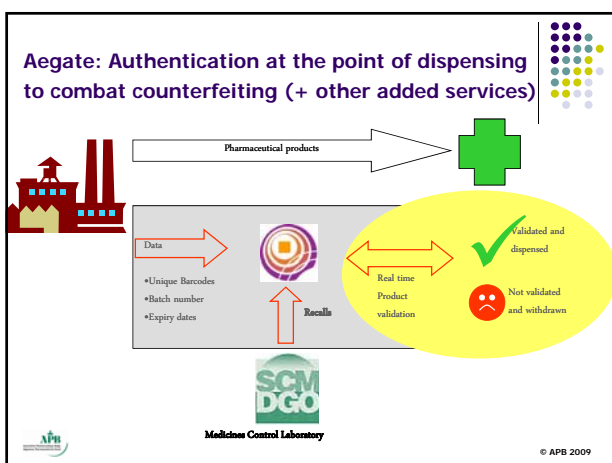 Aegate: Authentication at the point of dispensing
to combat counterfeiting (+ other added services)
Pharmaceutical products
Data
•Unique Barcodes
•Batch number
•Expiry dates
Recalls
Real time
Product
validation
Validated and
dispensed
Not validated
and withdrawn
SCM
DGO
Medicines Control Laboratory
APB
© APB 2009